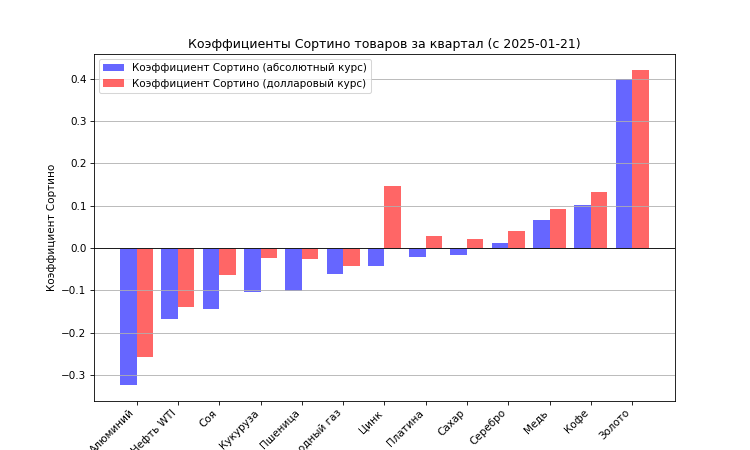 Коэффициенты Сортино товаров за квартал (с 2025-01-21)
Коэффициент Сортино (абсолютный курс)
Коэффициент Сортино (долларовый курс)
Коэффициент Сортино
0.4
0.3
0.2
0.1
0.0
−0.1
−0.2
−0.3
Алюминий
Нефть WTI
Соя
Кукуруза
Пшеница
газ
Цинк
Платина
Сахар
Серебро
Медь
Кофе
Золото